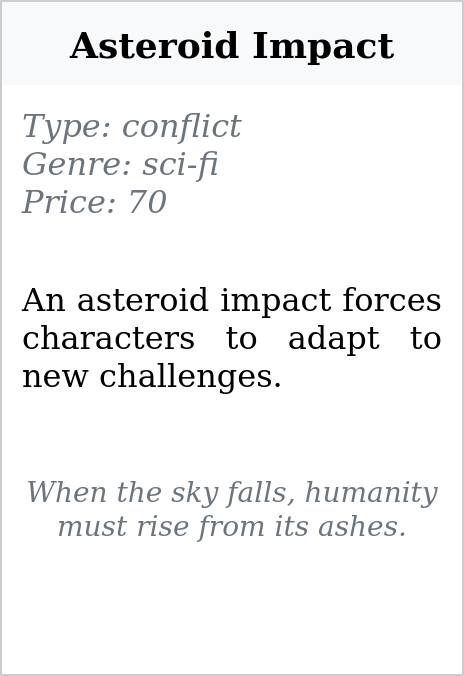 Asteroid Impact
Type: conflict
Genre: sci-fi
Price: 70
An asteroid impact forces
characters to adapt to
new challenges.
When the sky falls, humanity
must rise from its ashes.